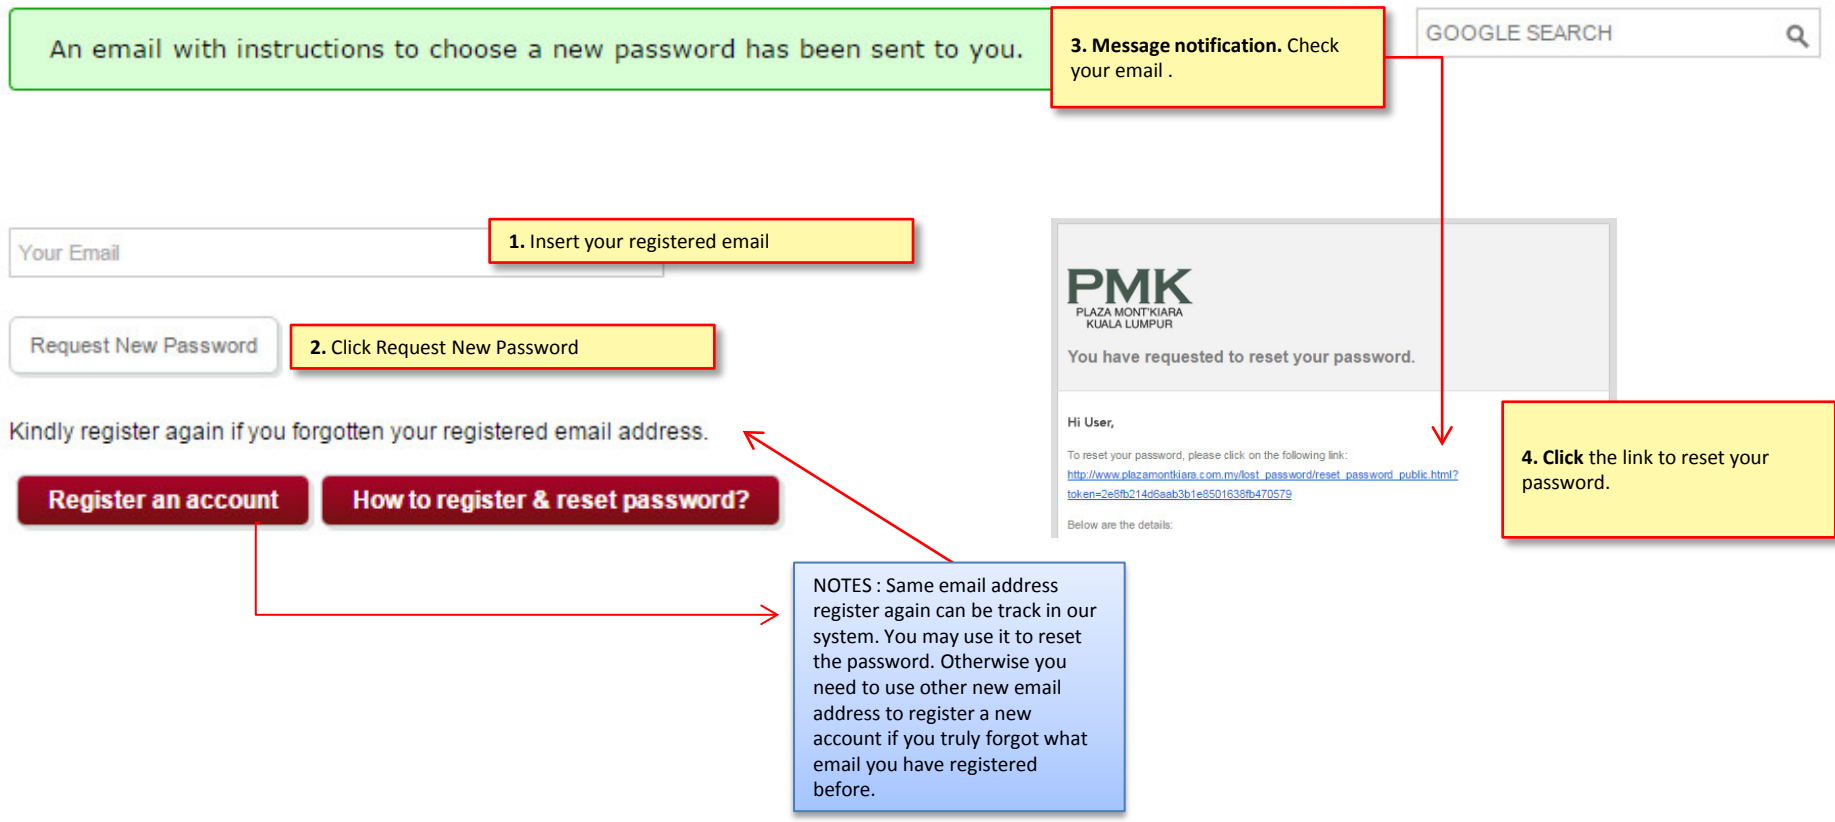 An email with instructions to choose a new password has been sent to you.
3. Message notification. Check
your email .
GOOGLE SEARCH
Your Email
1. Insert your registered email
Request New Password
2. Click Request New Password
Kindly register again if you forgotten your registered email address.
Register an account
How to register & reset password?
PMK
PLAZA MONT'KIARA
KUALA LUMPUR
You have requested to reset your password.
Hi User,
To reset your password, please click on the following link:
http://www.plazamontkiara.com.my/lost_password/reset_password_public.html?
token=2e8fb214d6aab3b1e8501638fb470579
Below are the details:
4. Click the link to reset your
password.
NOTES : Same email address
register again can be track in our
system. You may use it to reset
the password. Otherwise you
need to use other new email
address to register a new
account if you truly forgot what
email you have registered
before.